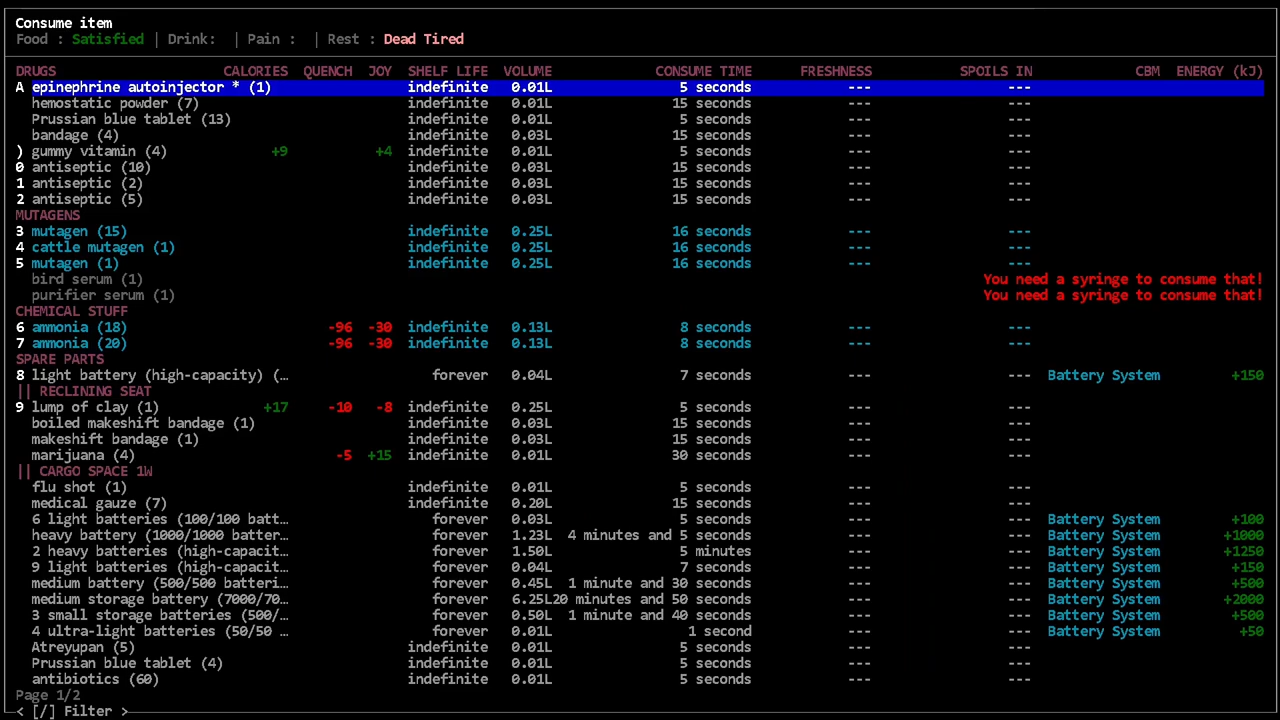 Consume item
Food : Satisfied | Drink:  | Pain :  | Rest : Dead Tired
DRUGS CALORIES QUENCH JOY SHELF LIFE VOLUME CONSUME TIME FRESHNESS SPOILS IN CBM ENERGY (kJ)
A epinephrine autoinjector * (1) indefinite 0.01L 5 seconds --- ---
hemostatic powder (7) indefinite 0.01L 15 seconds --- ---
Prussian blue tablet (13) indefinite 0.01L 5 seconds --- ---
bandage (4) indefinite 0.03L 15 seconds --- ---
) gummy vitamin (4) +9 +4 indefinite 0.01L 5 seconds --- ---
0 antiseptic (10) indefinite 0.03L 15 seconds --- ---
1 antiseptic (2) indefinite 0.03L 15 seconds --- ---
2 antiseptic (5) indefinite 0.03L 15 seconds --- ---
MUTAGENS
3 mutagen (15) indefinite 0.25L 16 seconds --- ---
4 cattle mutagen (1) indefinite 0.25L 16 seconds --- ---
5 mutagen (1) indefinite 0.25L 16 seconds --- ---
bird serum (1) You need a syringe to consume that!
purifier serum (1) You need a syringe to consume that!
CHEMICAL STUFF
6 ammonia (18) -96 -30 indefinite 0.13L 8 seconds --- ---
7 ammonia (20) -96 -30 indefinite 0.13L 8 seconds --- ---
SPARE PARTS
8 light battery (high-capacity) (… forever 0.04L 7 seconds --- --- Battery System +150
|| RECLINING SEAT
9 lump of clay (1) +17 -10 -8 indefinite 0.25L 5 seconds --- ---
boiled makeshift bandage (1) indefinite 0.03L 15 seconds --- ---
makeshift bandage (1) indefinite 0.03L 15 seconds --- ---
marijuana (4) -5 +15 indefinite 0.01L 30 seconds --- ---
|| CARGO SPACE 1W
flu shot (1) indefinite 0.01L 5 seconds --- ---
medical gauze (7) indefinite 0.20L 15 seconds --- ---
6 light batteries (100/100 batt… forever 0.03L 5 seconds --- --- Battery System +100
heavy battery (1000/1000 batter… forever 1.23L 4 minutes and 5 seconds --- --- Battery System +1000
2 heavy batteries (high-capacit… forever 1.50L 5 minutes --- --- Battery System +1250
9 light batteries (high-capacit… forever 0.04L 7 seconds --- --- Battery System +150
medium battery (500/500 batteri… forever 0.45L 1 minute and 30 seconds --- --- Battery System +500
medium storage battery (7000/70… forever 6.25L20 minutes and 50 seconds --- --- Battery System +2000
3 small storage batteries (500/… forever 0.50L 1 minute and 40 seconds --- --- Battery System +500
4 ultra-light batteries (50/50 … forever 0.01L 1 second --- --- Battery System +50
Atreyupan (5) indefinite 0.01L 5 seconds --- ---
Prussian blue tablet (4) indefinite 0.01L 5 seconds --- ---
antibiotics (60) indefinite 0.01L 5 seconds --- ---
Page 1/2
< [/] Filter >